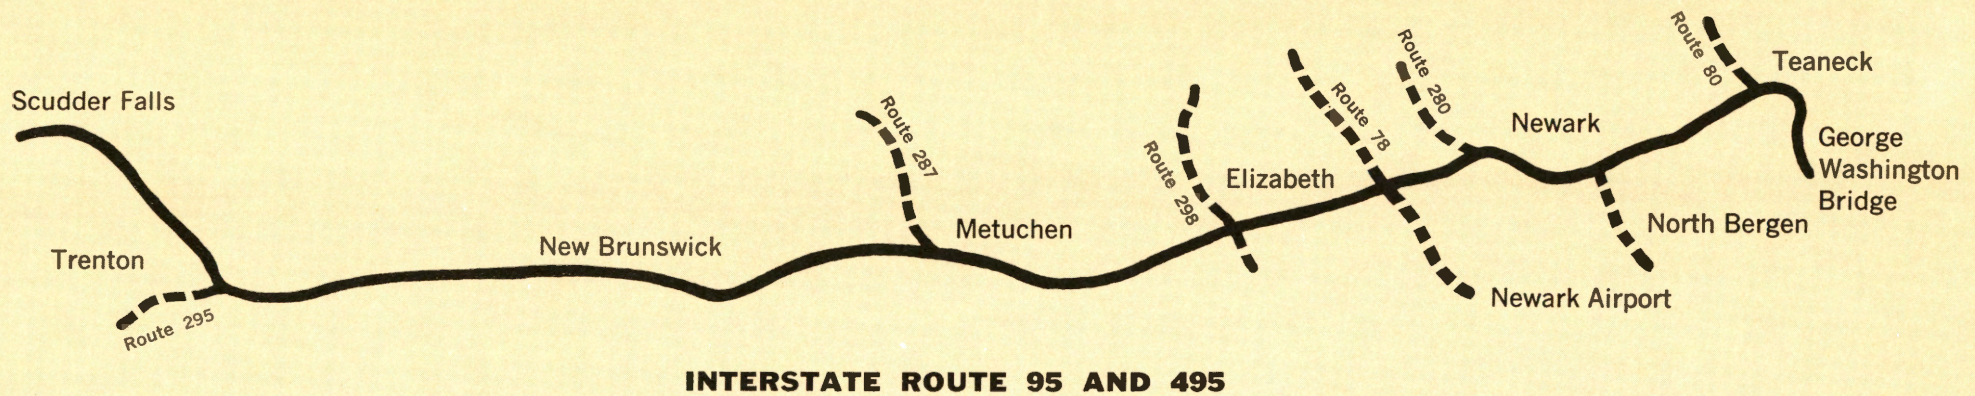 Scudder Falls
Trenton
Route 295
New Brunswick
Route 287
Metuchen
Route 298
Elizabeth
Route 78
Route 280
Newark
Newark Airport
North Bergen
Route 80
Teaneck
George
Washington
Bridge
INTERSTATE ROUTE 95 AND 495